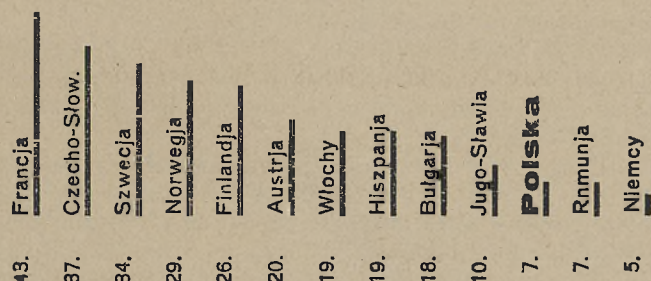 43. Francja
37. Czecho-Słow.
34. Szwecja
29. Norwegja
26. Finlandja
20. Austrja
19. Włochy
19. Hiszpanja
18. Bułgarja
10. Jugo-Sławia
7. Polska
7. Rnmunja
5. Niemcy